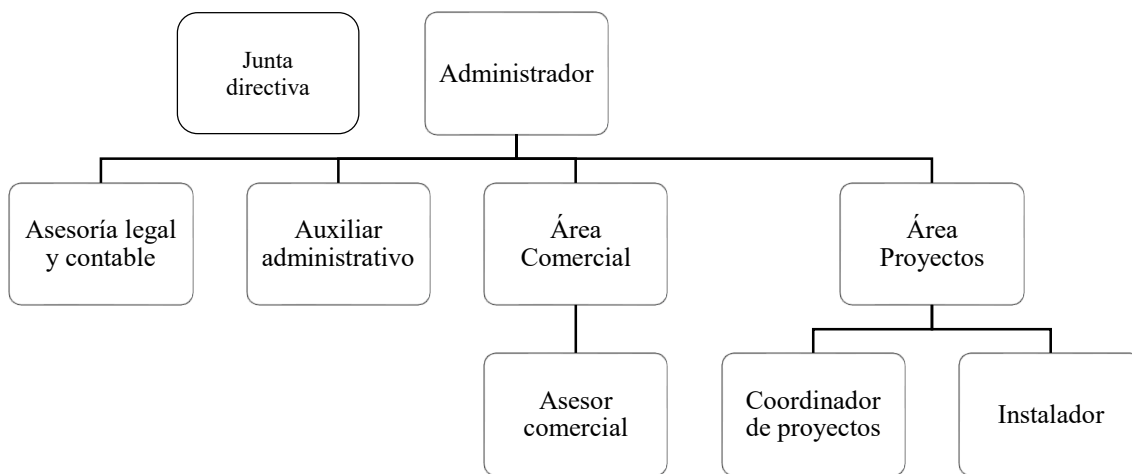 Junta
directiva
Administrador
Asesoría legal
y contable
Auxiliar
administrativo
Área
Comercial
Área
Proyectos
Asesor
comercial
Coordinador
de proyectos
Instalador